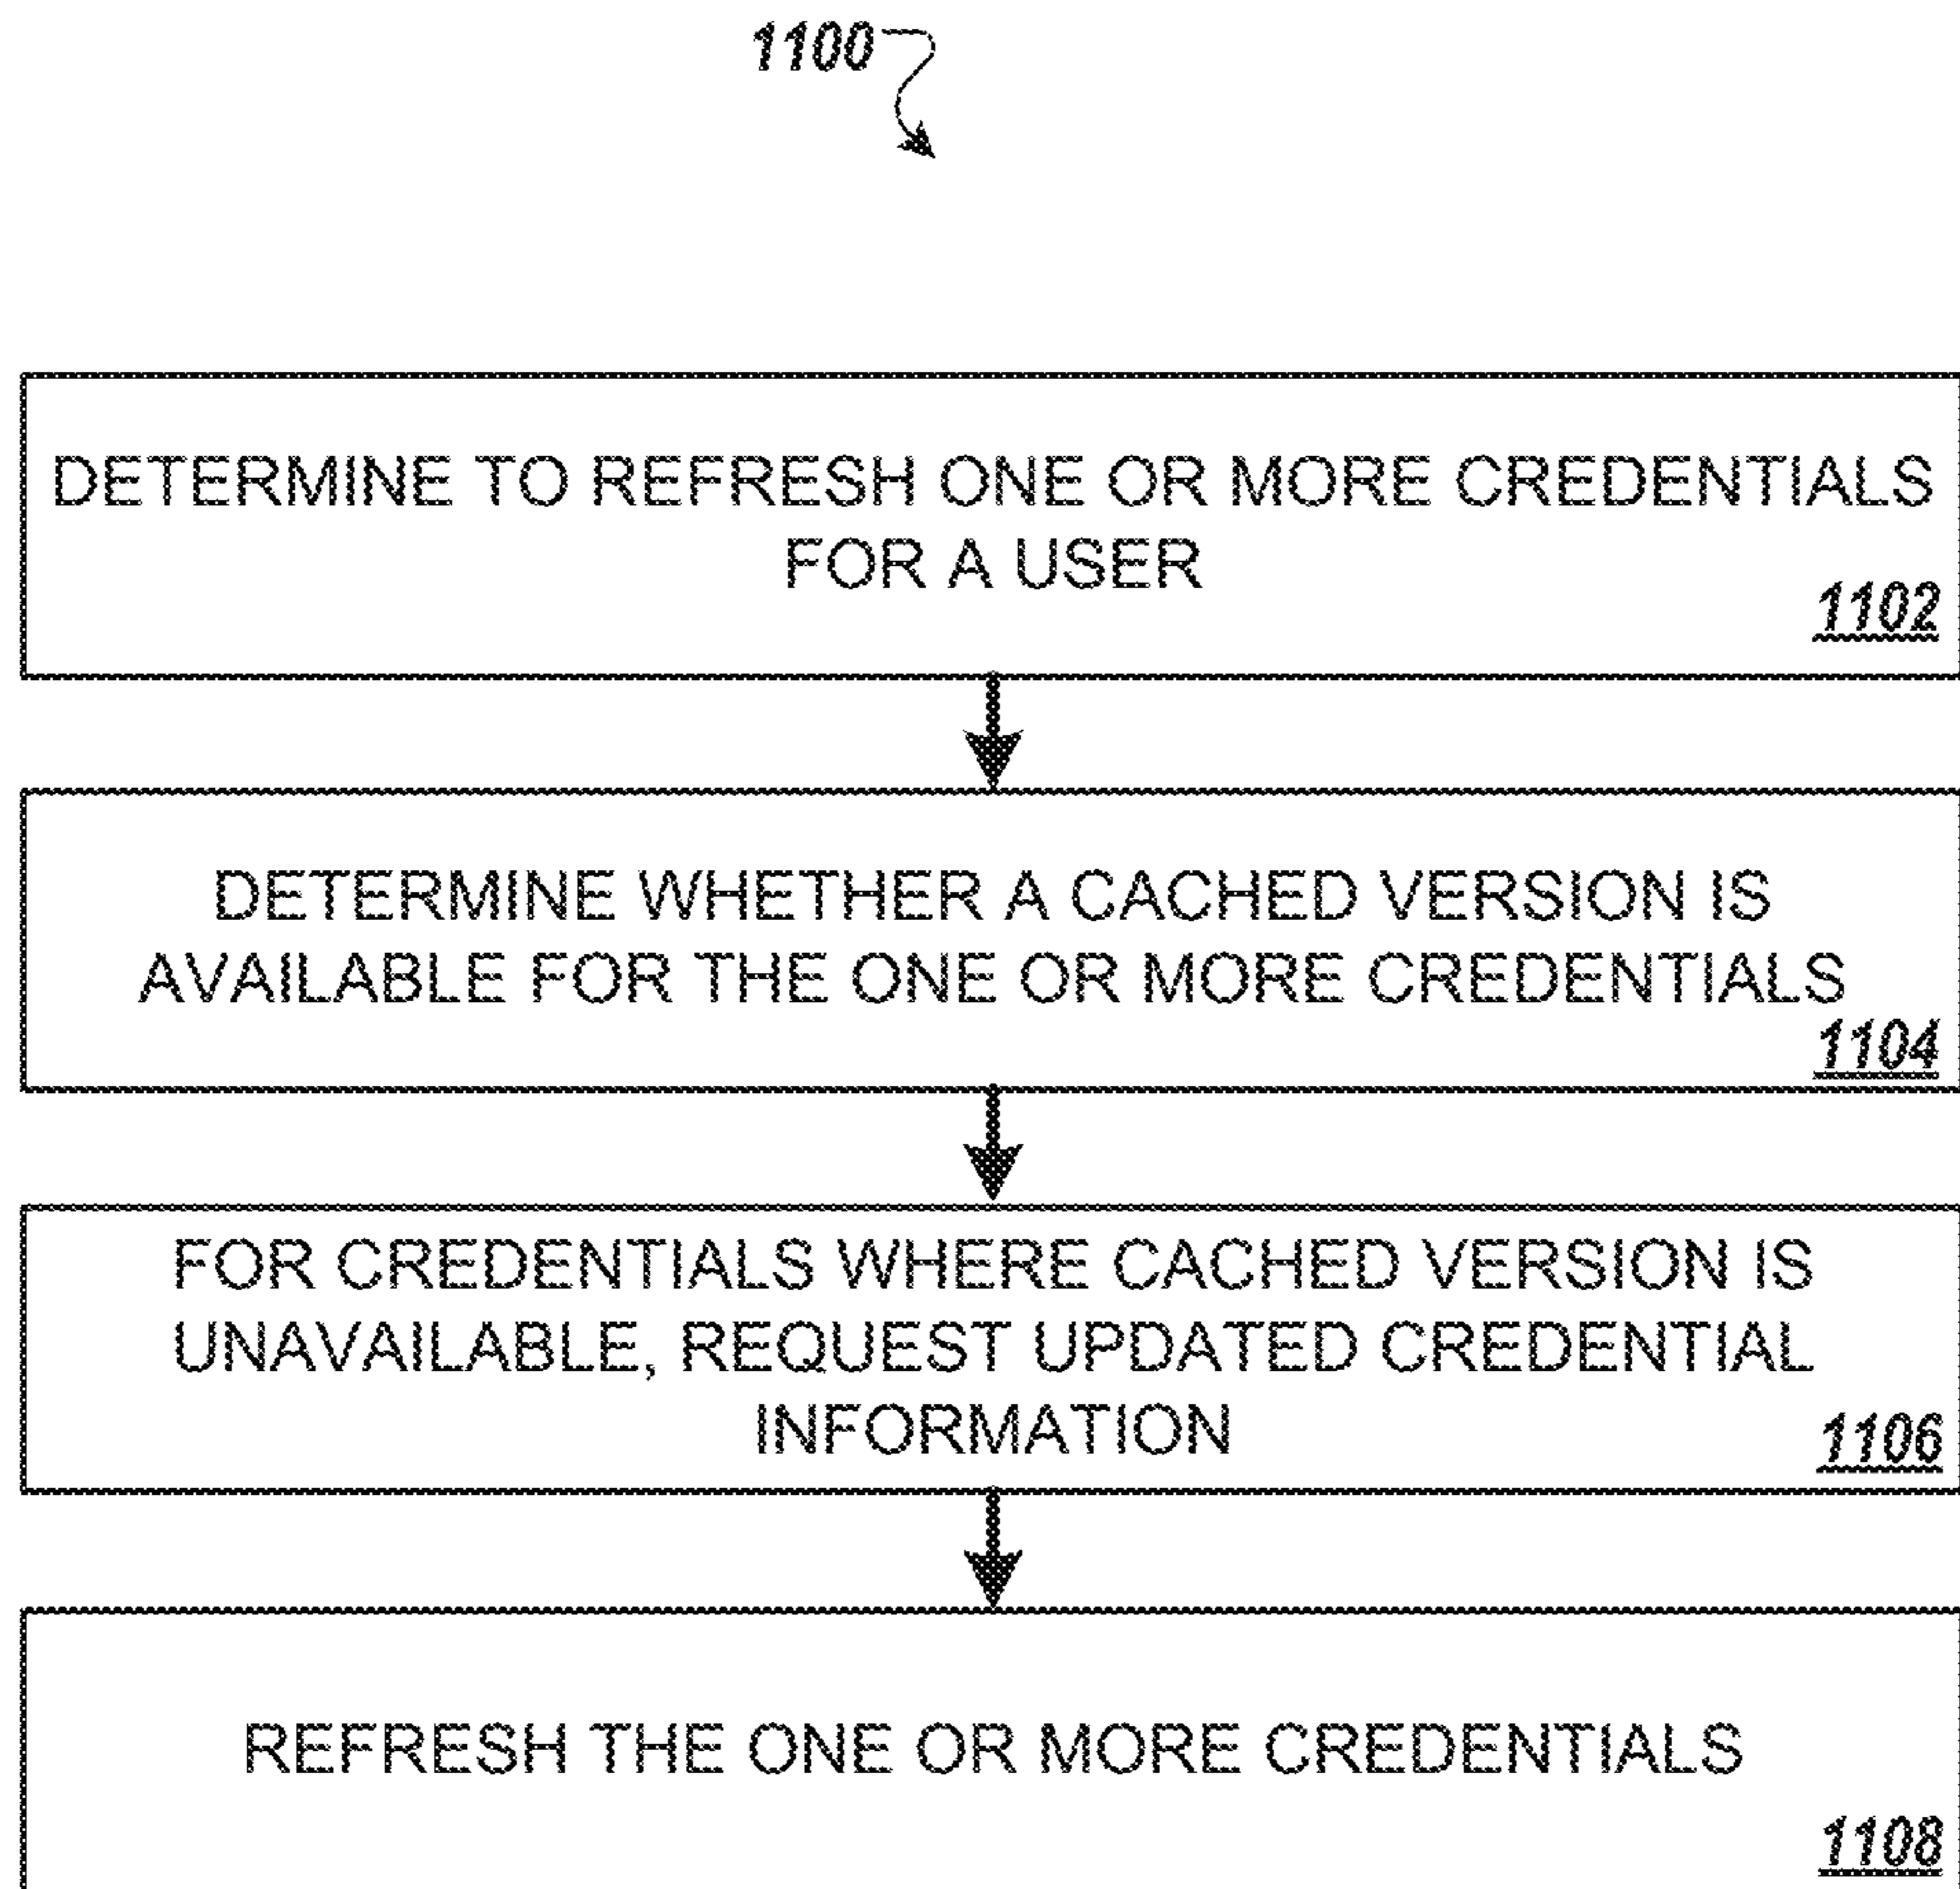 1100
DETERMINE TO REFRESH ONE OR MORE CREDENTIALS
FOR A USER
1102
DETERMINE WHETHER A CACHED VERSION IS
AVAILABLE FOR THE ONE OR MORE CREDENTIALS
1104
FOR CREDENTIALS WHERE CACHED VERSION IS
UNAVAILABLE, REQUEST UPDATED CREDENTIAL
INFORMATION
1106
REFRESH THE ONE OR MORE CREDENTIALS
1108